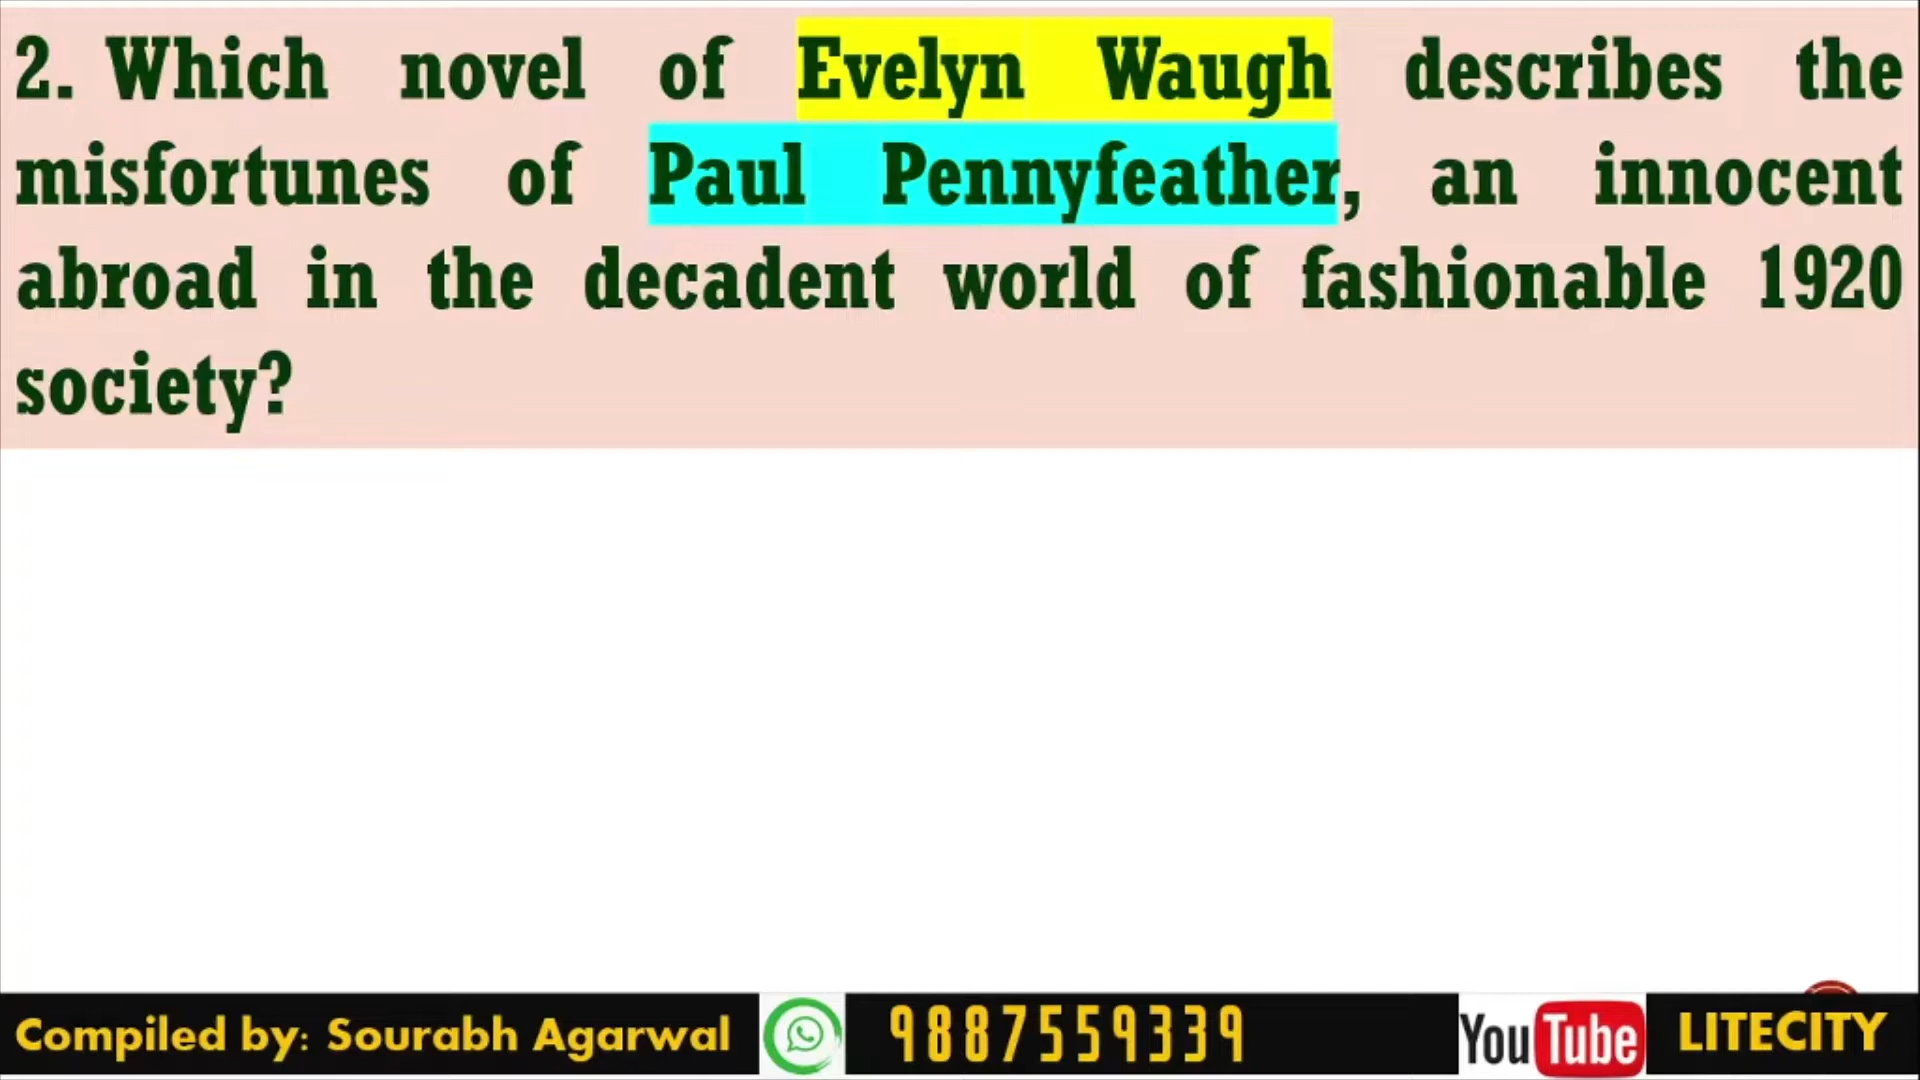 2. Which novel of Evelyn Waugh describes the
misfortunes of Paul Pennyfeather, an innocent
abroad in the decadent world of fashionable 1920
society?
Compiled by: Sourabh Agarwal 9887559339 YouTube LITECITY